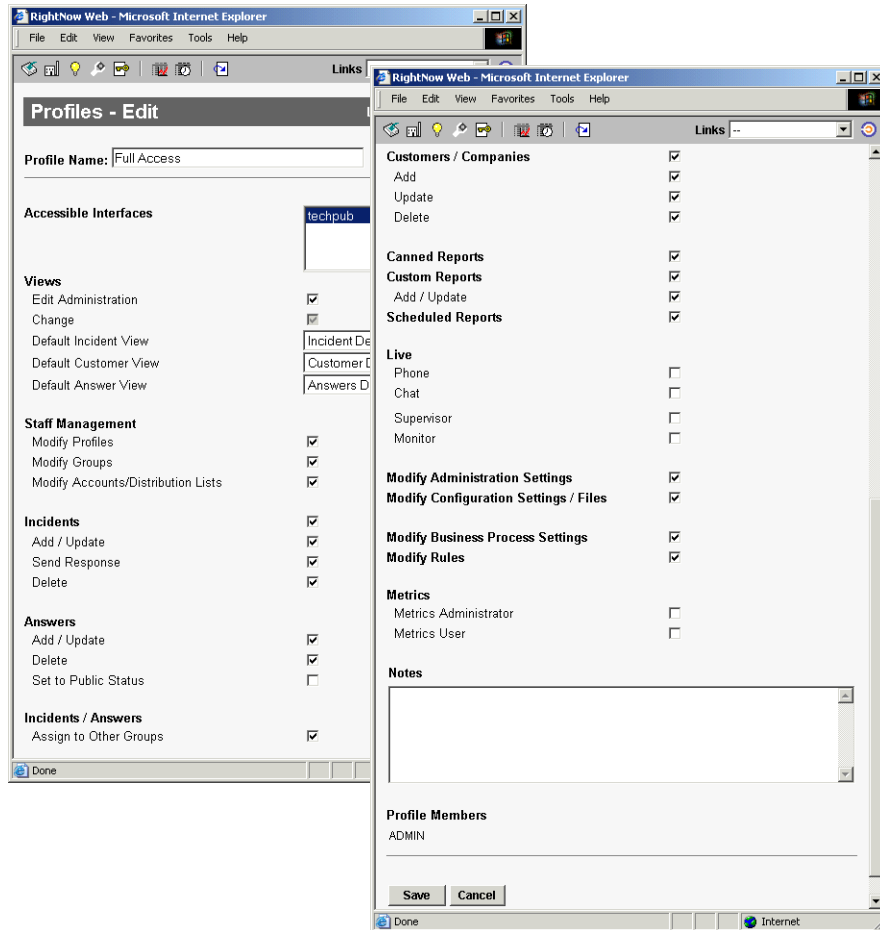 RightNow Web - Microsoft Internet Explorer
File Edit View Favorites Tools Help
Links
Profiles - Edit
Profile Name: Full Access
Accessible Interfaces
techpub
Views
Edit Administration
Change
Default Incident View
Incident De
Default Customer View
Customer D
Default Answer View
Answers D
Staff Management
Modify Profiles
Modify Groups
Modify Accounts/Distribution Lists
Incidents
Add / Update
Send Response
Delete
Answers
Add / Update
Delete
Set to Public Status
Incidents / Answers
Assign to Other Groups
Done
RightNow Web - Microsoft Internet Explorer
File Edit View Favorites Tools Help
Links --
Customers / Companies
Add
Update
Delete
Canned Reports
Custom Reports
Add / Update
Scheduled Reports
Live
Phone
Chat
Supervisor
Monitor
Modify Administration Settings
Modify Configuration Settings / Files
Modify Business Process Settings
Modify Rules
Metrics
Metrics Administrator
Metrics User
Notes
Profile Members
ADMIN
Save Cancel
Done Internet